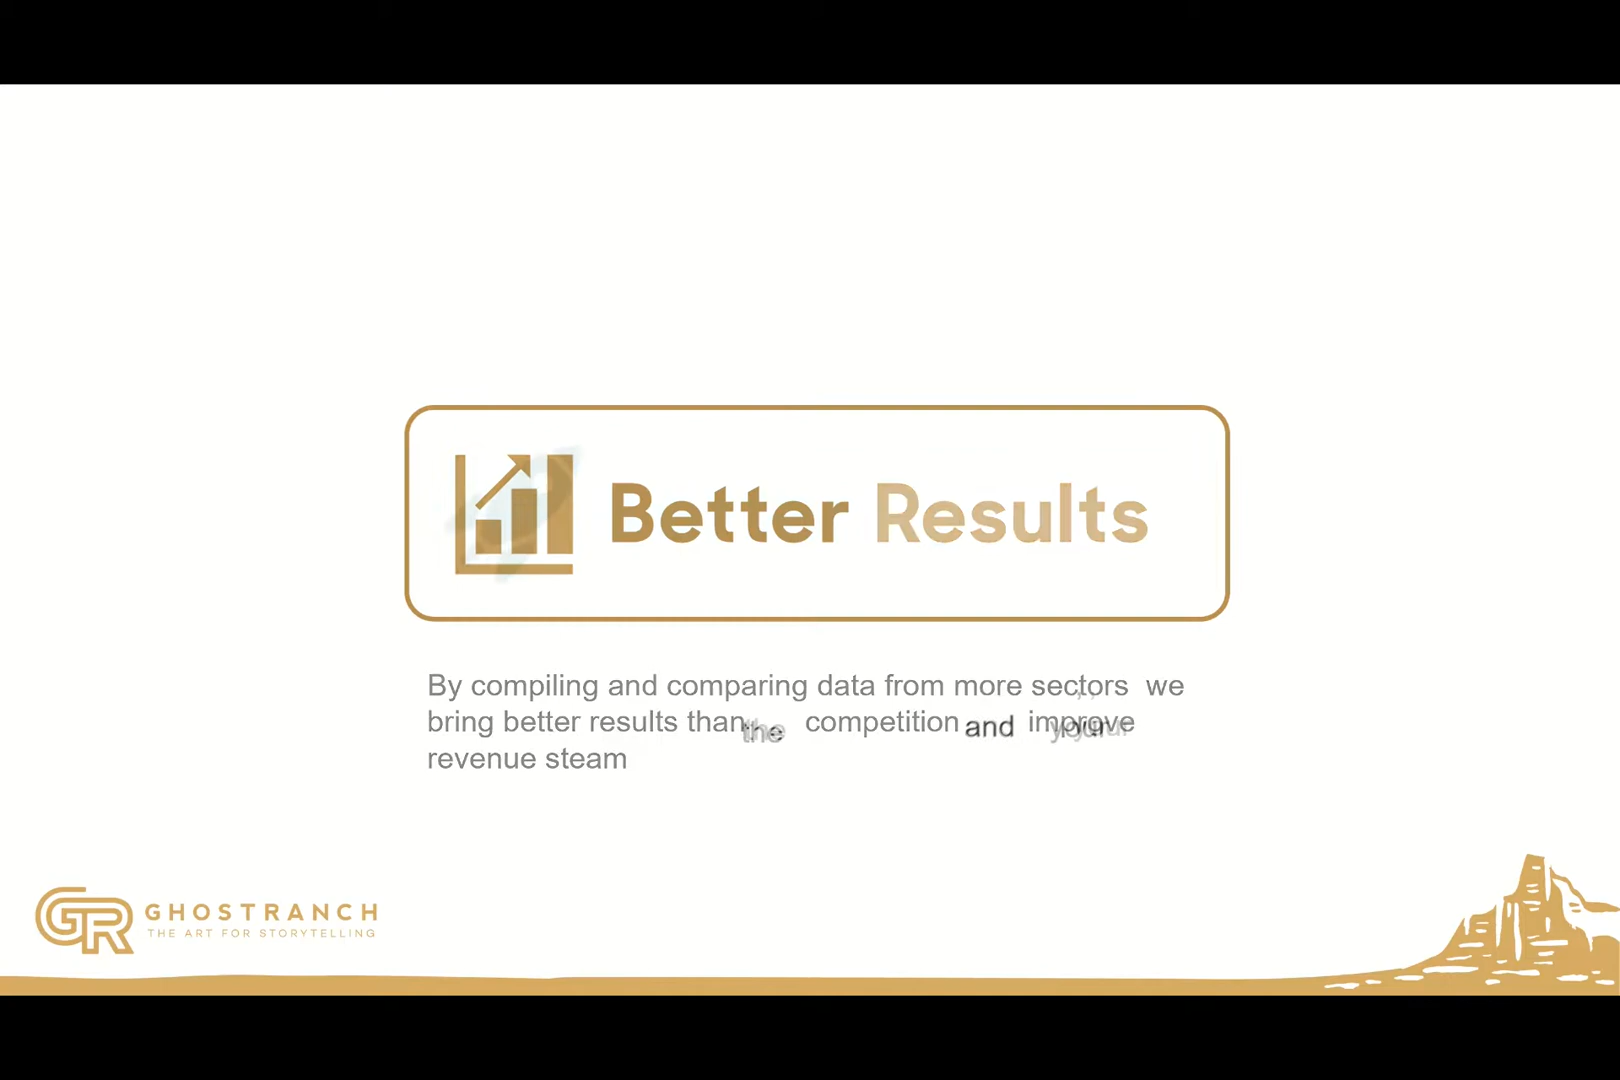 Better Results
By compiling and comparing data from more sectors we
bring better results than the competition and improve
revenue steam
GR GHOSTRANCH
THE ART FOR STORYTELLING